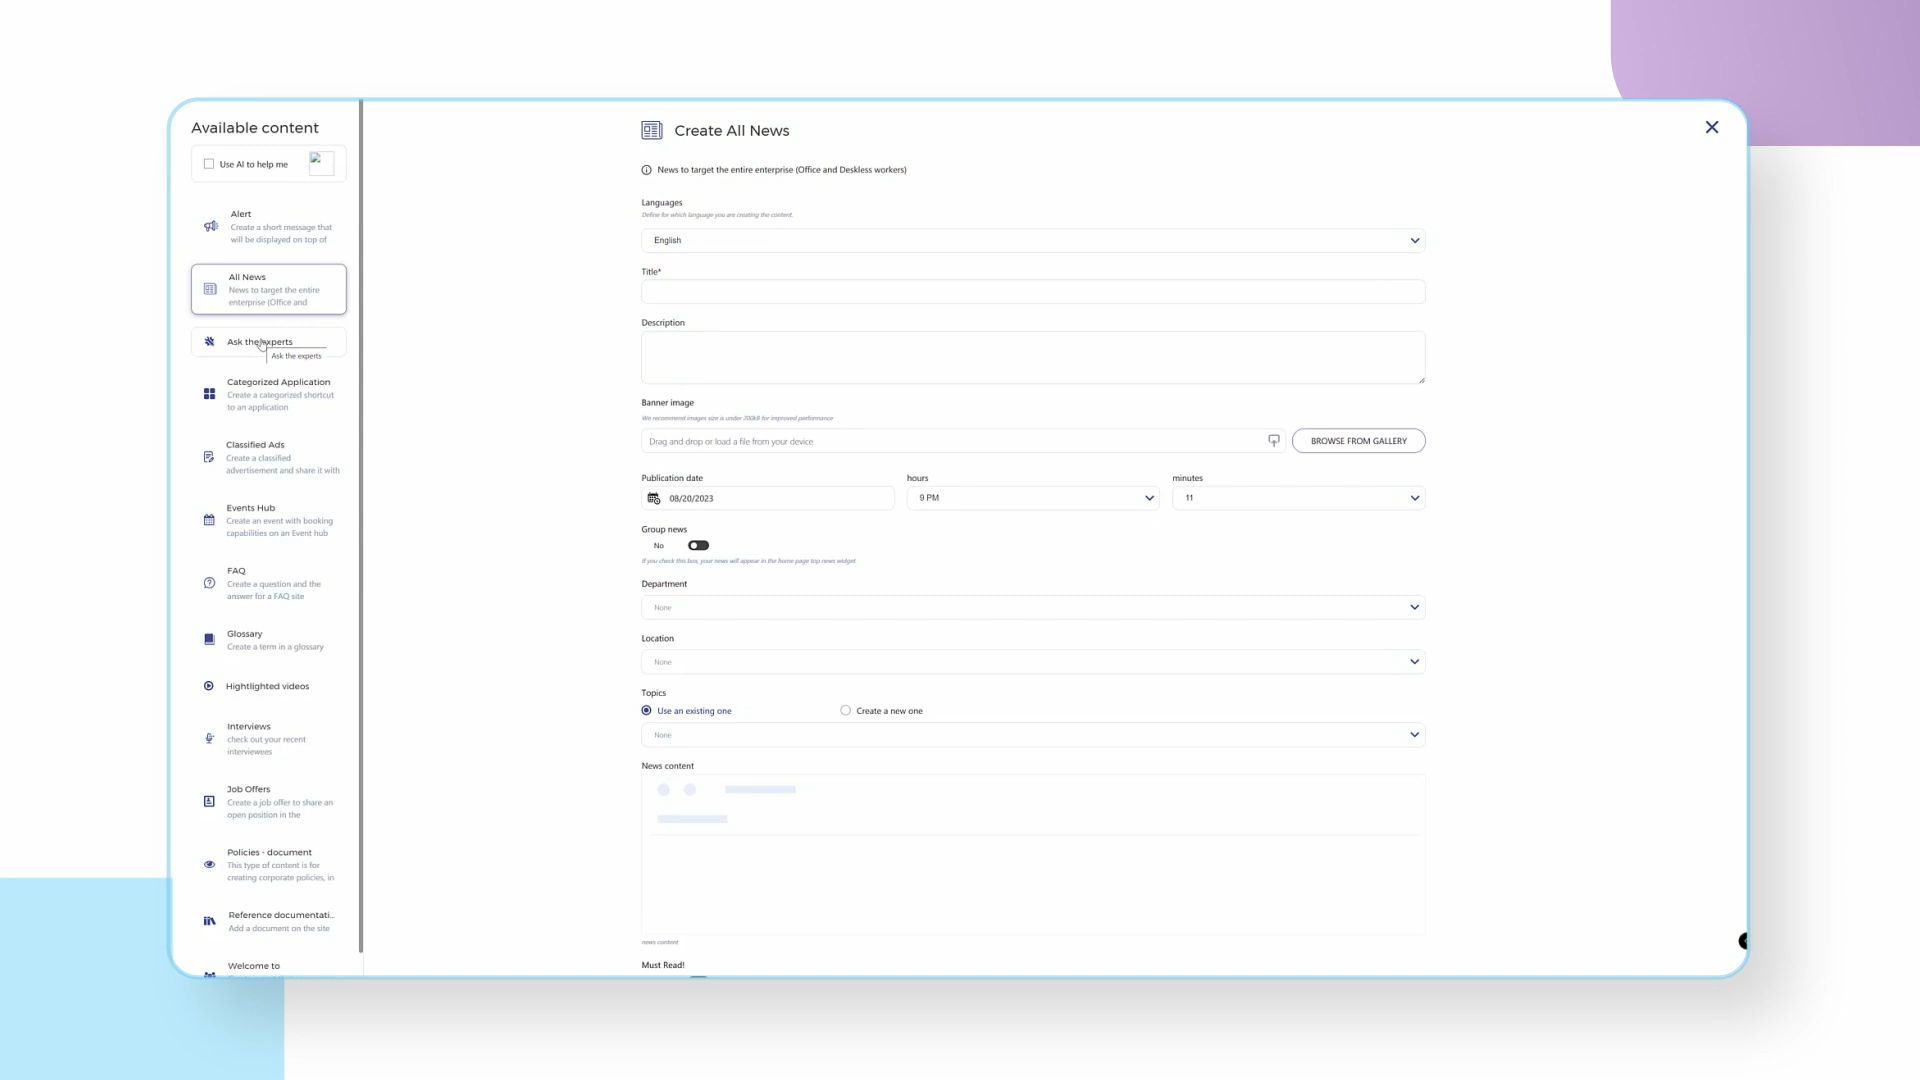 Available content
Use AI to help me
Alert
Create a short message that
will be displayed on top of
All News
News to target the entire
enterprise (Office and
Ask the experts
Ask the experts
Categorized Application
Create a categorized shortcut
to an application
Classified Ads
Create a classified
advertisement and share it with
Events Hub
Create an event with booking
capabilities on an Event hub
FAQ
Create a question and the
answer for a FAQ site
Glossary
Create a term in a glossary
Hightlighted videos
Interviews
check out your recent
interviewees
Job Offers
Create a job offer to share an
open position in the
Policies - document
This type of content is for
creating corporate policies, in
Reference documentati...
Add a document on the site
Welcome to
Create All News
News to target the entire enterprise (Office and Deskless workers)
Languages
Define for which language you are creating the content.
English
Title*
Description
Banner image
We recommend images size is under 200kB for improved performance
Drag and drop or load a file from your device
BROWSE FROM GALLERY
Publication date
hours
minutes
08/20/2023
9 PM
11
Group news
No
If you check this box, your news will appear in the home page top news widget.
Department
None
Location
None
Topics
Use an existing one
Create a new one
None
News content
news content
Must Read!